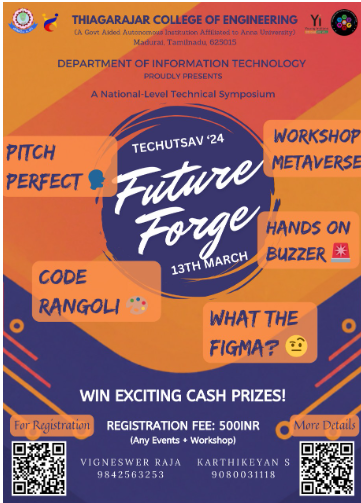 THIAGARAJAR COLLEGE OF ENGINEERING
(A Govt Aided Autonomous Institution Affiliated to Anna University)
Madurai, Tamilnadu, 625015
Yi
DEPARTMENT OF INFORMATION TECHNOLOGY
PROUDLY PRESENTS
A National-Level Technical Symposium
TECHUTSAV '24
Future
Forge
13TH MARCH
PITCH
PERFECT
WORKSHOP
METAVERSE
HANDS ON
BUZZER
CODE
RANGOLI
WHAT THE
FIGMA?
WIN EXCITING CASH PRIZES!
For Registration
REGISTRATION FEE: 500INR
(Any Events + Workshop)
More Details
VIGNESWER RAJA KARTHIKEYAN S
9842563253 9080031118